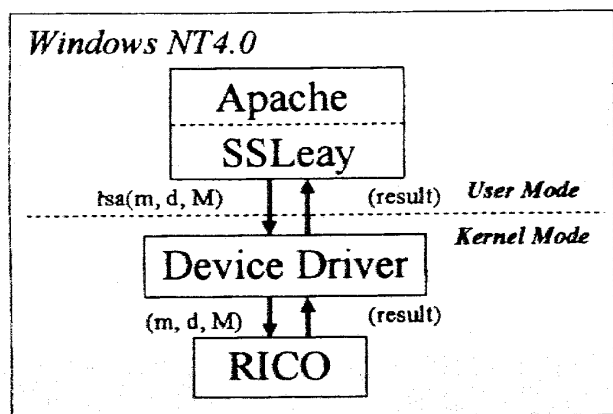 Windows NT4.0
Apache
SSLeay
rsa(m, d, M)
(result)
User Mode
Kernel Mode
Device Driver
(m, d, M)
(result)
RICO